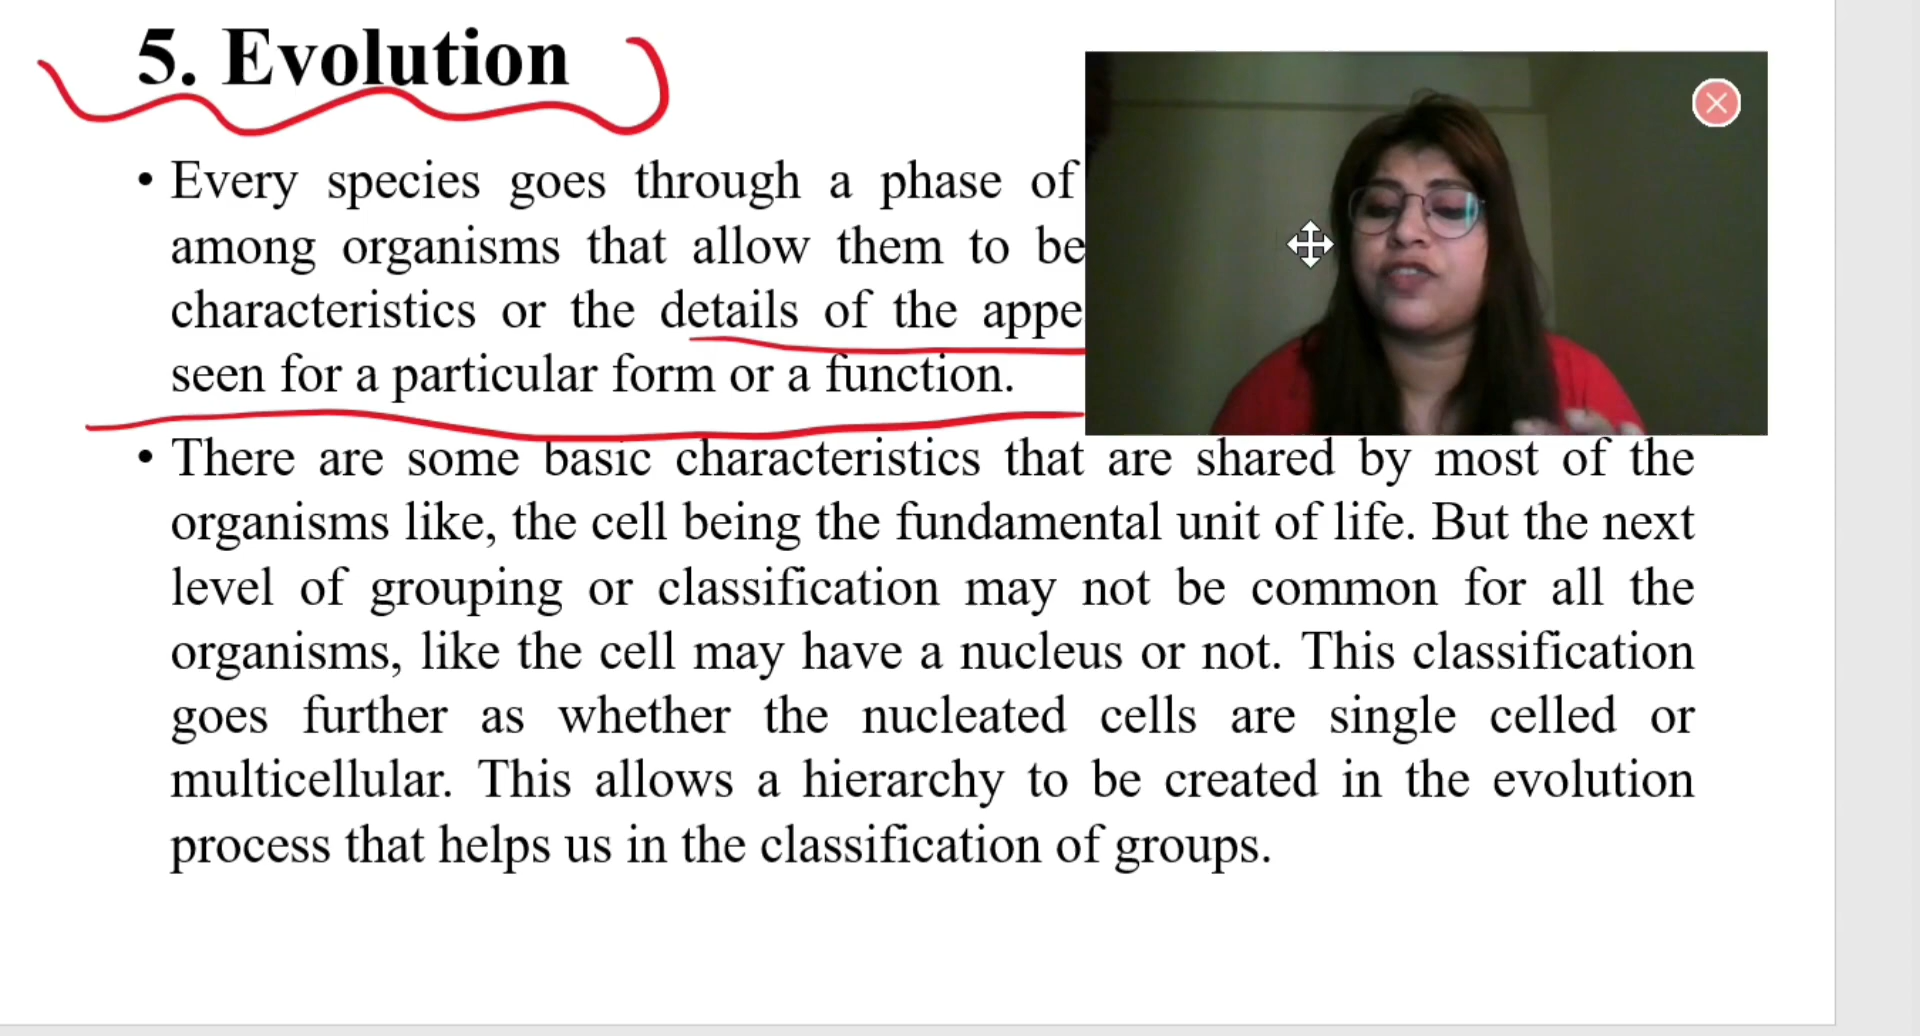 5. Evolution
• Every species goes through a phase of
among organisms that allow them to be
characteristics or the details of the appe
seen for a particular form or a function.
• There are some basic characteristics that are shared by most of the
organisms like, the cell being the fundamental unit of life. But the next
level of grouping or classification may not be common for all the
organisms, like the cell may have a nucleus or not. This classification
goes further as whether the nucleated cells are single celled or
multicellular. This allows a hierarchy to be created in the evolution
process that helps us in the classification of groups.